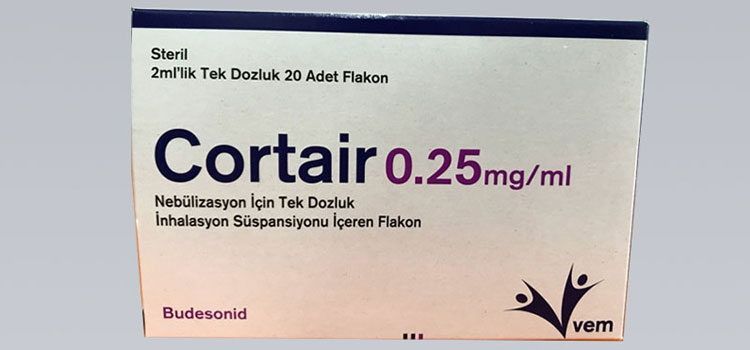 Steril
2ml'lik Tek Dozluk 20 Adet Flakon
Cortair 0.25mg/ml
Nebülizasyon İçin Tek Dozluk
İnhalasyon Süspansiyonu İçeren Flakon
Budesonid
vem